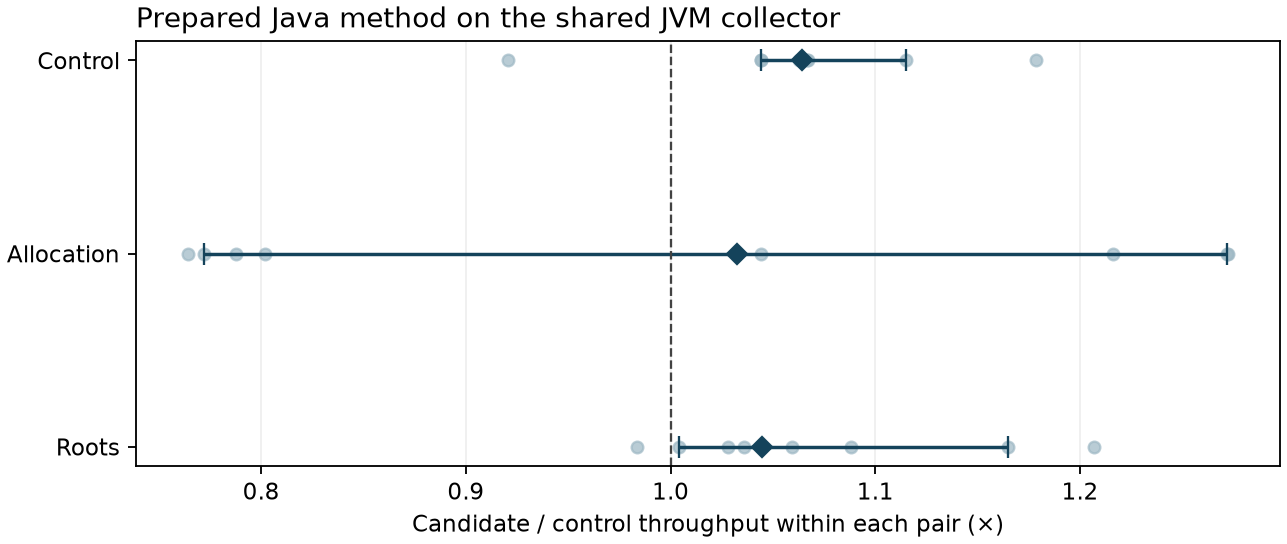 Prepared Java method on the shared JVM collector
Control
Allocation
Roots
0.8 0.9 1.0 1.1 1.2
Candidate / control throughput within each pair (×)